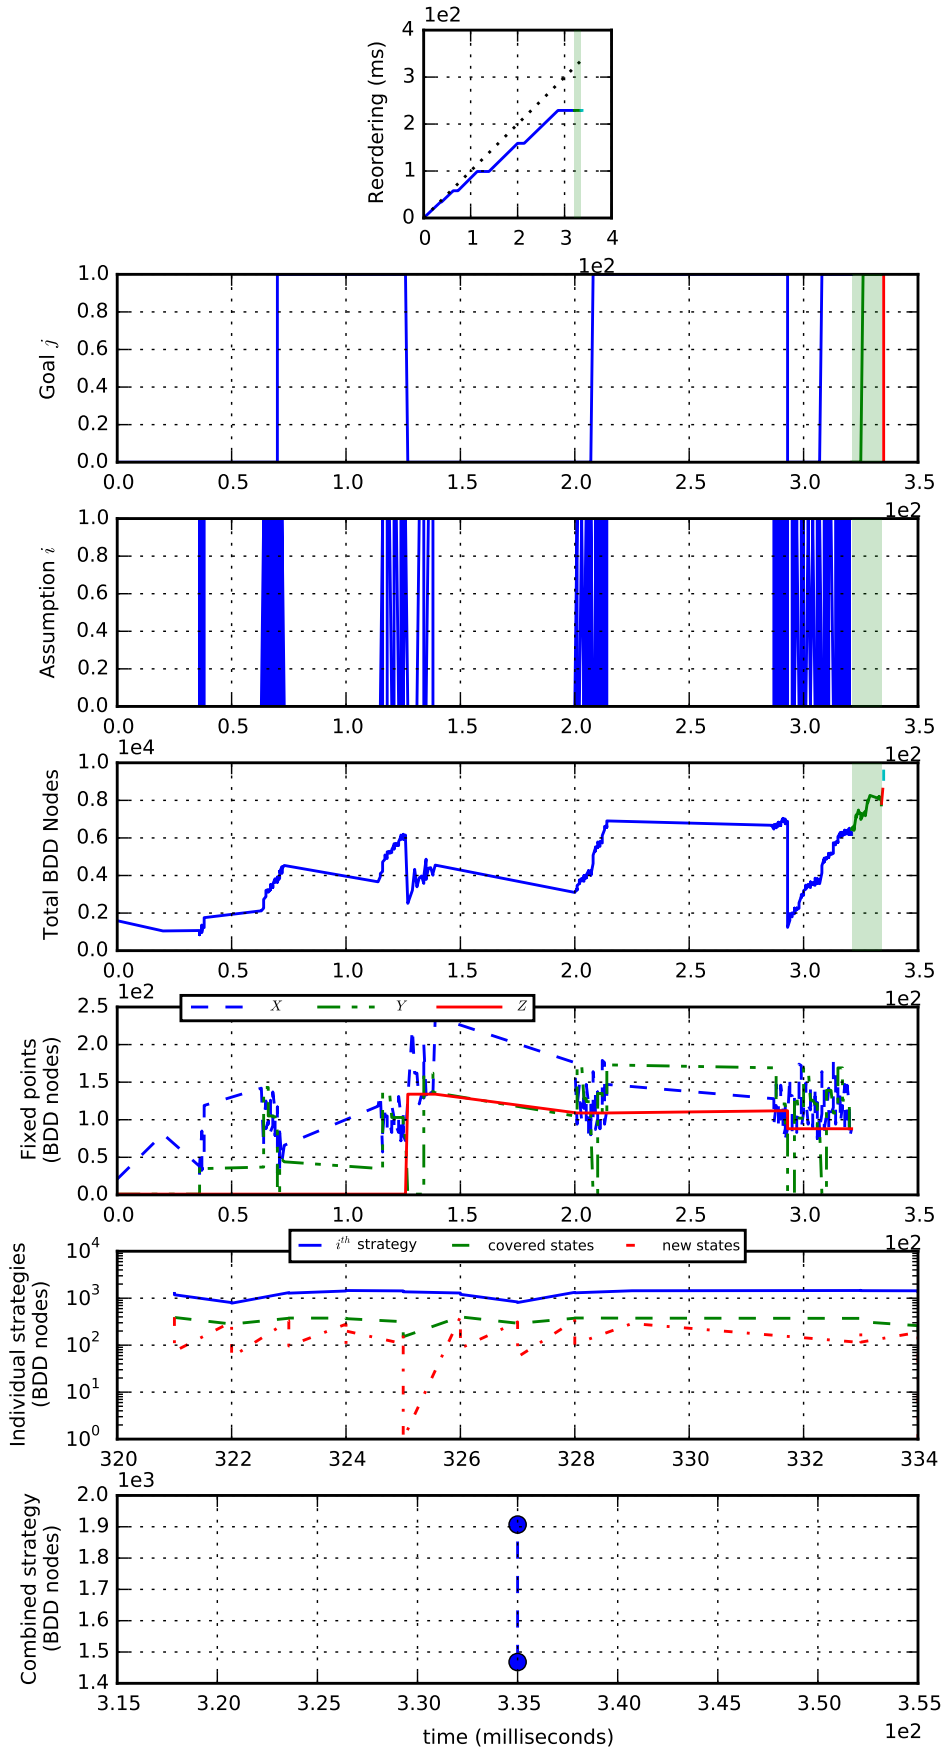 1e2
4
3
2
1
0
Reordering (ms)
0 1 2 3 4
1e2
1.0
0.8
0.6
0.4
0.2
0.0
Goal j
0.0 0.5 1.0 1.5 2.0 2.5 3.0 3.5
1e2
1.0
0.8
0.6
0.4
0.2
0.0
Assumption i
0.0 0.5 1.0 1.5 2.0 2.5 3.0 3.5
1e2
1e4
1.0
0.8
0.6
0.4
0.2
0.0
Total BDD Nodes
0.0 0.5 1.0 1.5 2.0 2.5 3.0 3.5
1e2
1e2
X Y Z
2.5
2.0
1.5
1.0
0.5
0.0
Fixed points
(BDD nodes)
0.0 0.5 1.0 1.5 2.0 2.5 3.0 3.5
1e2
i^th strategy covered states new states
10^4
10^3
10^2
10^1
10^0
Individual strategies
(BDD nodes)
320 322 324 326 328 330 332 334
1e3
2.0
1.9
1.8
1.7
1.6
1.5
1.4
Combined strategy
(BDD nodes)
3.15 3.20 3.25 3.30 3.35 3.40 3.45 3.50 3.55
time (milliseconds)
1e2